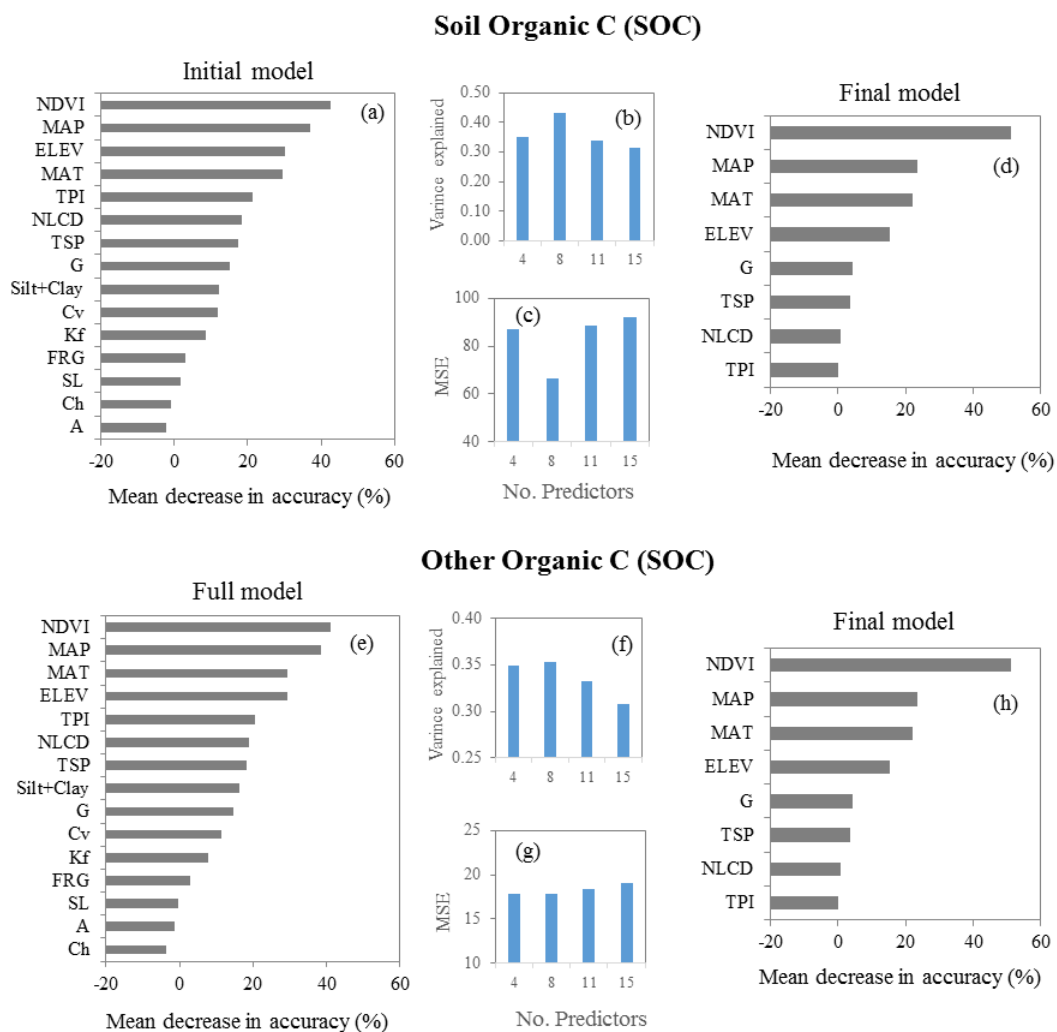 Soil Organic C (SOC)
Initial model
(a)
NDVI
MAP
ELEV
MAT
TPI
NLCD
TSP
G
Silt+Clay
Cv
Kf
FRG
SL
Ch
A
-20 0 20 40 60
Mean decrease in accuracy (%)
(b)
Varince explained
0.50
0.40
0.30
0.20
0.10
0.00
4 8 11 15
(c)
MSE
100
80
60
40
4 8 11 15
No. Predictors
Final model
(d)
NDVI
MAP
MAT
ELEV
G
TSP
NLCD
TPI
-20 0 20 40 60
Mean decrease in accuracy (%)
Other Organic C (SOC)
Full model
(e)
NDVI
MAP
MAT
ELEV
TPI
NLCD
TSP
Silt+Clay
G
Cv
Kf
FRG
SL
A
Ch
-20 0 20 40 60
Mean decrease in accuracy (%)
(f)
Varince explained
0.40
0.35
0.30
0.25
4 8 11 15
(g)
MSE
25
20
15
10
4 8 11 15
No. Predictors
Final model
(h)
NDVI
MAP
MAT
ELEV
G
TSP
NLCD
TPI
-20 0 20 40 60
Mean decrease in accuracy (%)